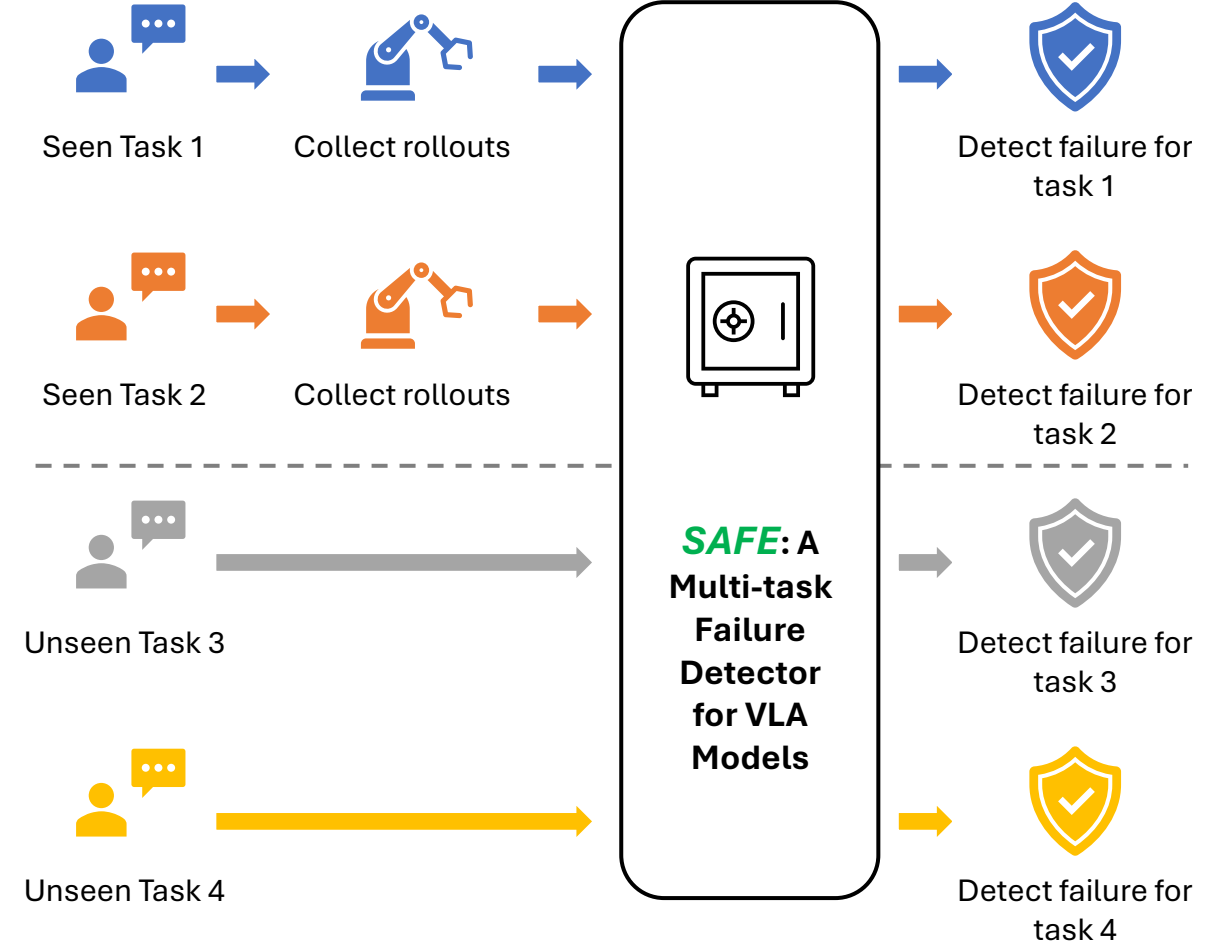 Seen Task 1
Collect rollouts
Detect failure for
task 1
Seen Task 2
Collect rollouts
Detect failure for
task 2
SAFE: A
Multi-task
Failure
Detector
for VLA
Models
Unseen Task 3
Detect failure for
task 3
Unseen Task 4
Detect failure for
task 4